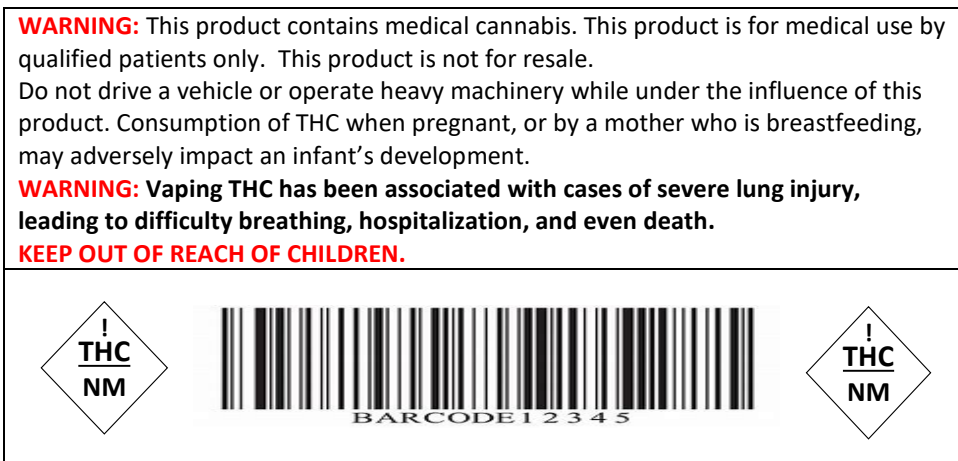 WARNING: This product contains medical cannabis. This product is for medical use by
qualified patients only.  This product is not for resale.
Do not drive a vehicle or operate heavy machinery while under the influence of this
product. Consumption of THC when pregnant, or by a mother who is breastfeeding,
may adversely impact an infant’s development.
WARNING: Vaping THC has been associated with cases of severe lung injury,
leading to difficulty breathing, hospitalization, and even death.
KEEP OUT OF REACH OF CHILDREN.
!
THC
NM
BARCODE12345
!
THC
NM